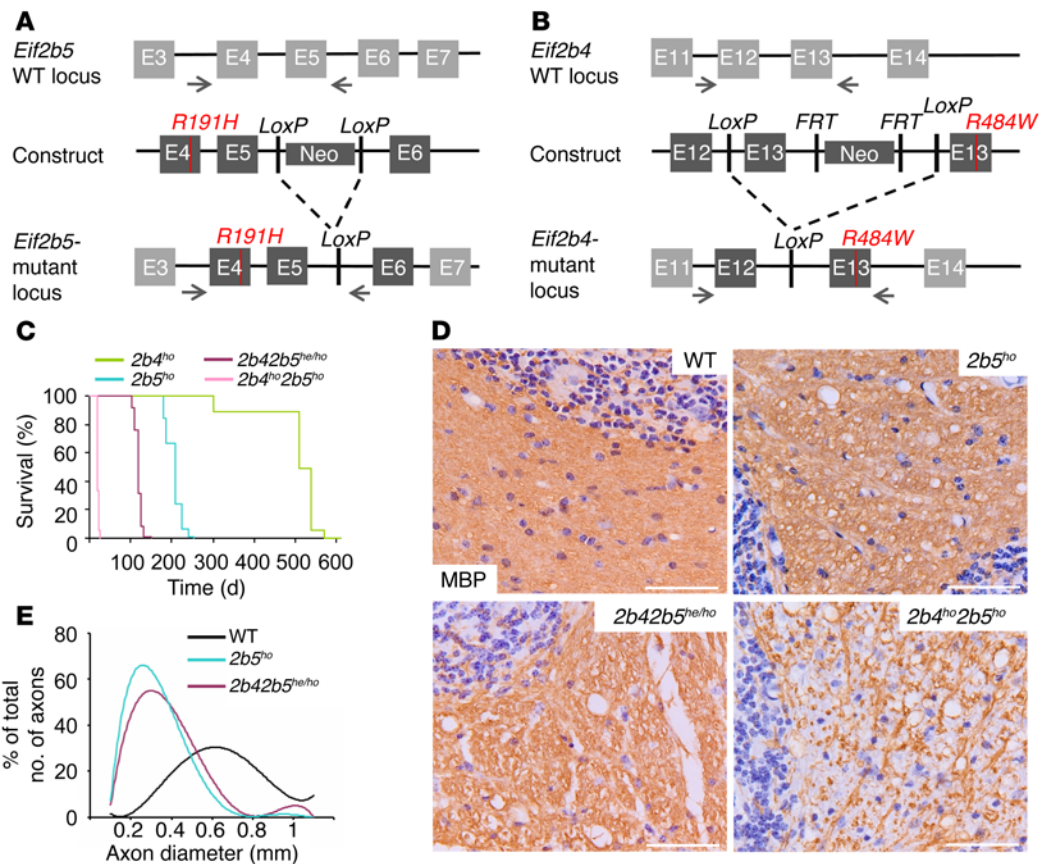 A
Eif2b5
WT locus
E3 E4 E5 E6 E7
R191H
LoxP LoxP
Construct
E4 E5 Neo E6
Eif2b5-
mutant
locus
R191H
LoxP
E3 E4 E5 E6 E7
B
Eif2b4
WT locus
E11 E12 E13 E14
LoxP FRT FRT LoxP R484W
Construct
E12 E13 Neo E13
Eif2b4-
mutant
locus
LoxP R484W
E11 E12 E13 E14
C
2b4ho 2b42b5he/ho
2b5ho 2b4ho2b5ho
Survival (%)
100
80
60
40
20
0
100 200 300 400 500 600
Time (d)
D
WT
MBP
2b5ho
2b42b5he/ho
2b4ho2b5ho
E
WT
2b5ho
2b42b5he/ho
% of total
no. of axons
80
60
40
20
0
0.2 0.4 0.6 0.8 1
Axon diameter (mm)